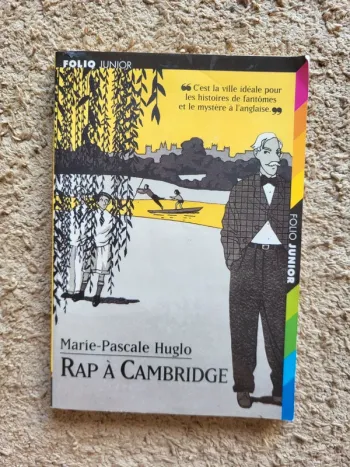 FOLIO JUNIOR
❝ C'est la ville idéale pour
les histoires de fantômes
et le mystère à l'anglaise. ❞
FOLIO JUNIOR
Marie-Pascale Huglo
RAP À CAMBRIDGE